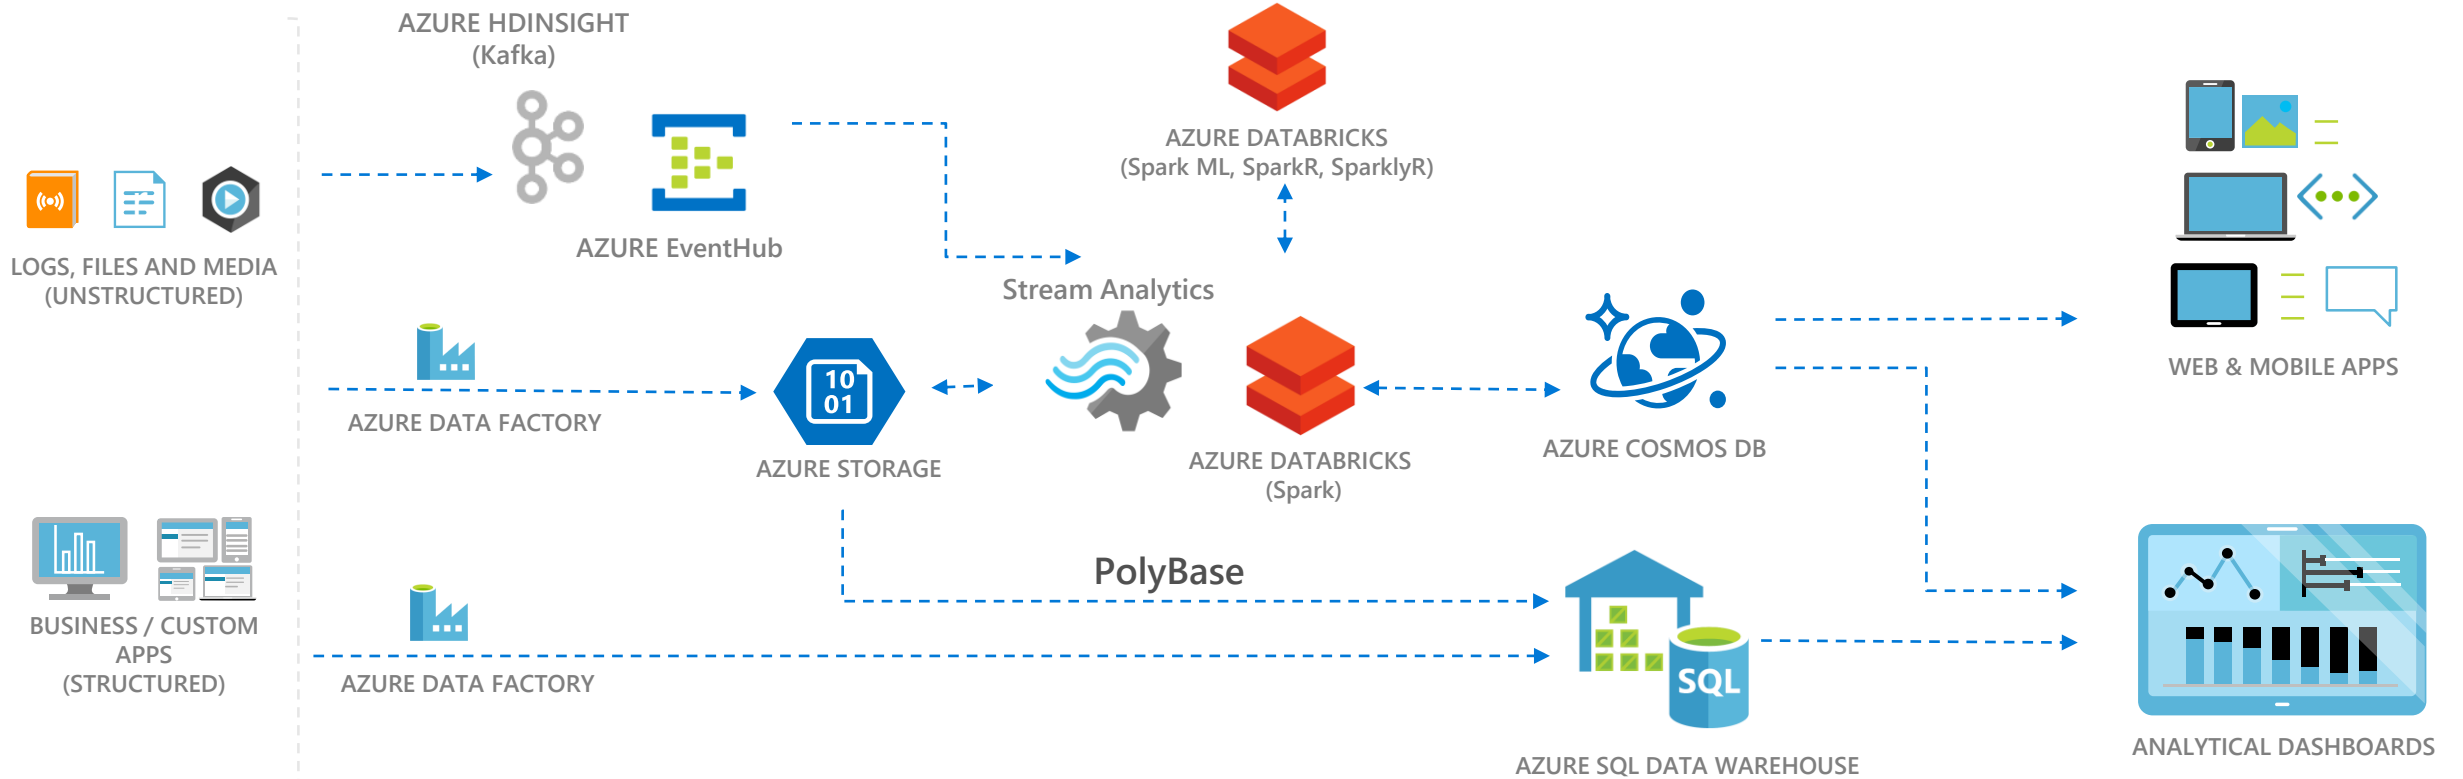 AZURE HDINSIGHT
(Kafka)
AZURE EventHub
AZURE DATABRICKS
(Spark ML, SparkR, SparklyR)
LOGS, FILES AND MEDIA
(UNSTRUCTURED)
Stream Analytics
WEB & MOBILE APPS
10
01
AZURE DATA FACTORY
AZURE STORAGE
AZURE DATABRICKS
(Spark)
AZURE COSMOS DB
PolyBase
BUSINESS / CUSTOM
APPS
(STRUCTURED)
AZURE DATA FACTORY
SQL
AZURE SQL DATA WAREHOUSE
ANALYTICAL DASHBOARDS